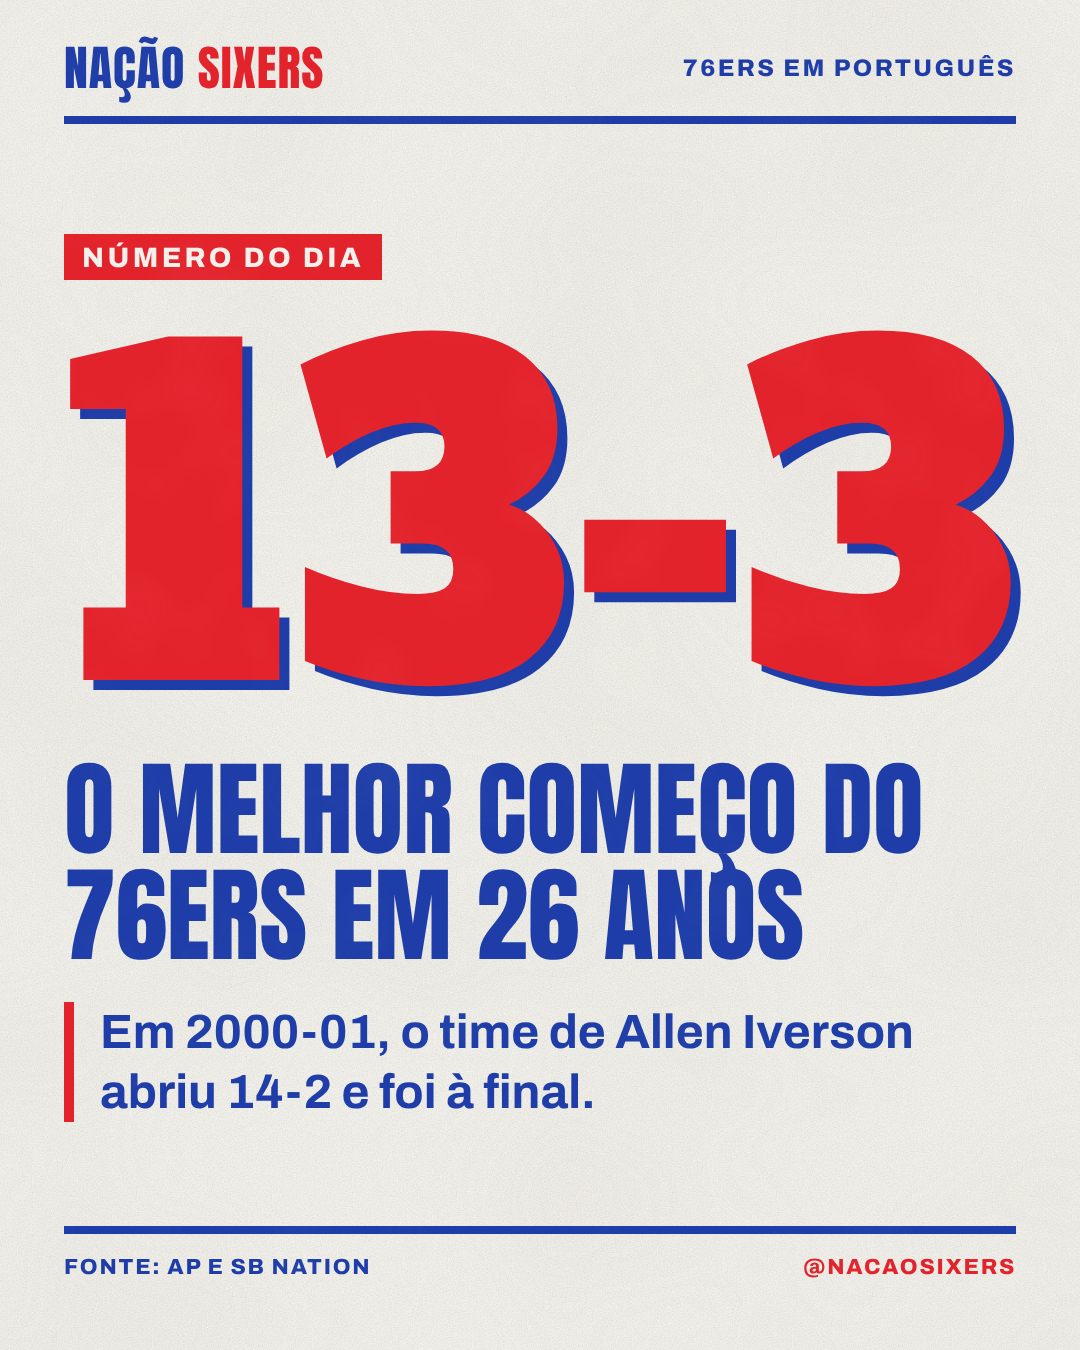 NAÇÃO SIXERS
76ERS EM PORTUGUÊS
NÚMERO DO DIA
13-3
O MELHOR COMEÇO DO
76ERS EM 26 ANOS
Em 2000-01, o time de Allen Iverson
abriu 14-2 e foi à final.
FONTE: AP E SB NATION
@NACAOSIXERS